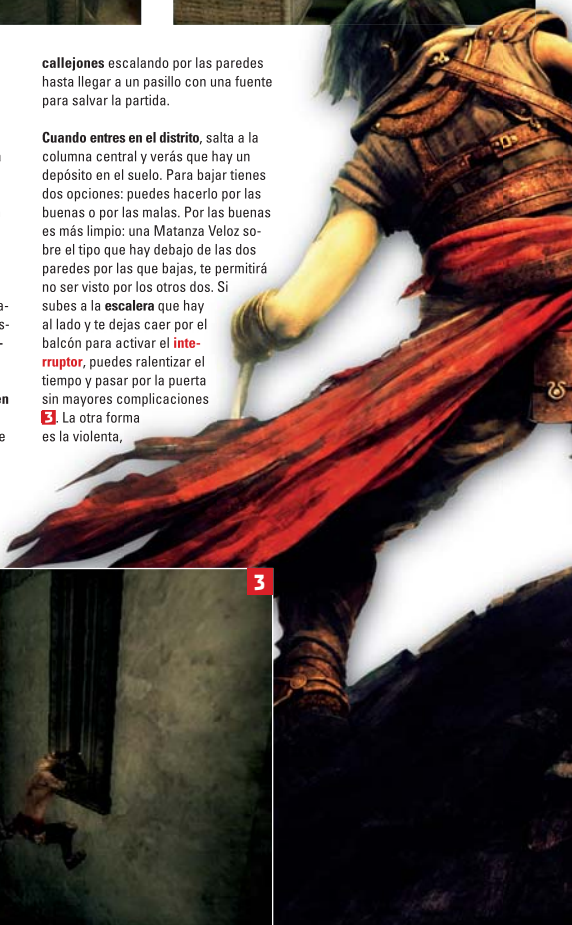 callejones escalando por las paredes
hasta llegar a un pasillo con una fuente
para salvar la partida.
Cuando entres en el distrito, salta a la
columna central y verás que hay un
depósito en el suelo. Para bajar tienes
dos opciones: puedes hacerlo por las
buenas o por las malas. Por las buenas
es más limpio: una Matanza Veloz so-
bre el tipo que hay debajo de las dos
paredes por las que bajas, te permitirá
no ser visto por los otros dos. Si
subes a la escalera que hay
al lado y te dejas caer por el
balcón para activar el inte-
rruptor, puedes ralentizar el
tiempo y pasar por la puerta
sin mayores complicaciones
3. La otra forma
es la violenta,
3